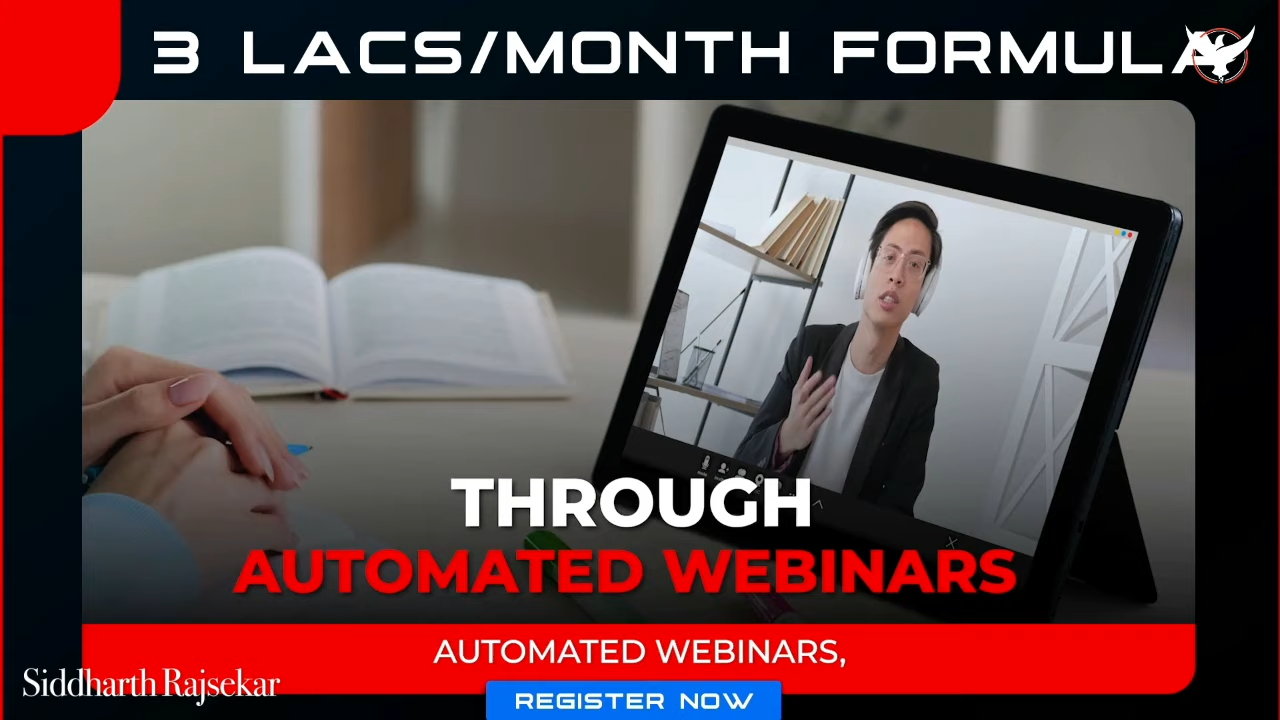 3 LACS/MONTH FORMULA
THROUGH
AUTOMATED WEBINARS
AUTOMATED WEBINARS,
Siddharth Rajsekar
REGISTER NOW